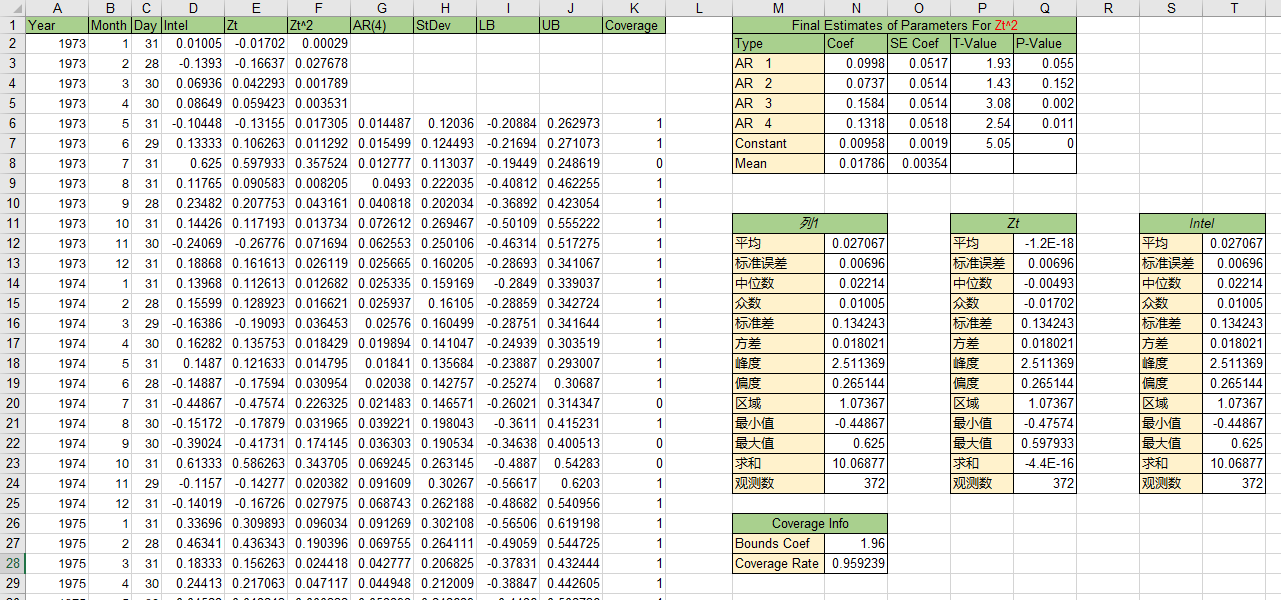 A B C D E F G H I J K L M N O P Q R S T
1 Year Month Day Intel Zt Zt^2 AR(4) StDev LB UB Coverage Final Estimates of Parameters For Zt^2
2 1973 1 31 0.01005 -0.01702 0.00029 Type Coef SE Coef T-Value P-Value
3 1973 2 28 -0.1393 -0.16637 0.027678 AR 1 0.0998 0.0517 1.93 0.055
4 1973 3 30 0.06936 0.042293 0.001789 AR 2 0.0737 0.0514 1.43 0.152
5 1973 4 30 0.08649 0.059423 0.003531 AR 3 0.1584 0.0514 3.08 0.002
6 1973 5 31 -0.10448 -0.13155 0.017305 0.014487 0.12036 -0.20884 0.262973 1 AR 4 0.1318 0.0518 2.54 0.011
7 1973 6 29 0.13333 0.106263 0.011292 0.015499 0.124493 -0.21694 0.271073 1 Constant 0.00958 0.0019 5.05 0
8 1973 7 31 0.625 0.597933 0.357524 0.012777 0.113037 -0.19449 0.248619 0 Mean 0.01786 0.00354
9 1973 8 31 0.11765 0.090583 0.008205 0.0493 0.222035 -0.40812 0.462255 1
10 1973 9 28 0.23482 0.207753 0.043161 0.040818 0.202034 -0.36892 0.423054 1
11 1973 10 31 0.14426 0.117193 0.013734 0.072612 0.269467 -0.50109 0.555222 1 列1 Zt Intel
12 1973 11 30 -0.24069 -0.26776 0.071694 0.062553 0.250106 -0.46314 0.517275 1 平均 0.027067 平均 -1.2E-18 平均 0.027067
13 1973 12 31 0.18868 0.161613 0.026119 0.025665 0.160205 -0.28693 0.341067 1 标准误差 0.00696 标准误差 0.00696 标准误差 0.00696
14 1974 1 31 0.13968 0.112613 0.012682 0.025335 0.159169 -0.2849 0.339037 1 中位数 0.02214 中位数 -0.00493 中位数 0.02214
15 1974 2 28 0.15599 0.128923 0.016621 0.025937 0.16105 -0.28859 0.342724 1 众数 0.01005 众数 -0.01702 众数 0.01005
16 1974 3 29 -0.16386 -0.19093 0.036453 0.02576 0.160499 -0.28751 0.341644 1 标准差 0.134243 标准差 0.134243 标准差 0.134243
17 1974 4 30 0.16282 0.135753 0.018429 0.019894 0.141047 -0.24939 0.303519 1 方差 0.018021 方差 0.018021 方差 0.018021
18 1974 5 31 0.1487 0.121633 0.014795 0.01841 0.135684 -0.23887 0.293007 1 峰度 2.511369 峰度 2.511369 峰度 2.511369
19 1974 6 28 -0.14887 -0.17594 0.030954 0.02038 0.142757 -0.25274 0.30687 1 偏度 0.265144 偏度 0.265144 偏度 0.265144
20 1974 7 31 -0.44867 -0.47574 0.226325 0.021483 0.146571 -0.26021 0.314347 0 区域 1.07367 区域 1.07367 区域 1.07367
21 1974 8 30 -0.15172 -0.17879 0.031965 0.039221 0.198043 -0.3611 0.415231 1 最小值 -0.44867 最小值 -0.47574 最小值 -0.44867
22 1974 9 30 -0.39024 -0.41731 0.174145 0.036303 0.190534 -0.34638 0.400513 0 最大值 0.625 最大值 0.597933 最大值 0.625
23 1974 10 31 0.61333 0.586263 0.343705 0.069245 0.263145 -0.4887 0.54283 0 求和 10.06877 求和 -4.4E-16 求和 10.06877
24 1974 11 29 -0.1157 -0.14277 0.020382 0.091609 0.30267 -0.56617 0.6203 1 观测数 372 观测数 372 观测数 372
25 1974 12 31 -0.14019 -0.16726 0.027975 0.068743 0.262188 -0.48682 0.540956 1
26 1975 1 31 0.33696 0.309893 0.096034 0.091269 0.302108 -0.56506 0.619198 1 Coverage Info
27 1975 2 28 0.46341 0.436343 0.190396 0.069755 0.264111 -0.49059 0.544725 1 Bounds Coef 1.96
28 1975 3 31 0.18333 0.156263 0.024418 0.042777 0.206825 -0.37831 0.432444 1 Coverage Rate 0.959239
29 1975 4 30 0.24413 0.217063 0.047117 0.044948 0.212009 -0.38847 0.442605 1